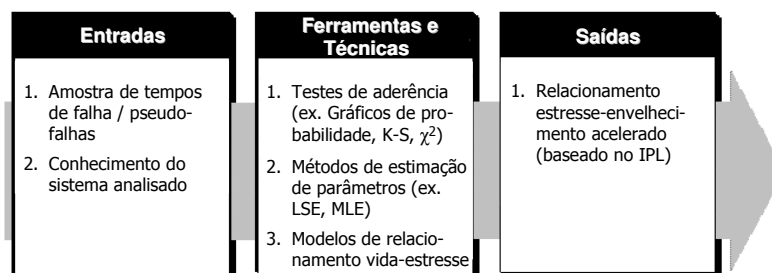 Entradas
1. Amostra de tempos
de falha / pseudo-
falhas
2. Conhecimento do
sistema analisado
Ferramentas e
Técnicas
1. Testes de aderência
(ex. Gráficos de pro-
babilidade, K-S, χ²)
2. Métodos de estimação
de parâmetros (ex.
LSE, MLE)
3. Modelos de relacio-
namento vida-estresse
Saídas
1. Relacionamento
estresse-envelheci-
mento acelerado
(baseado no IPL)